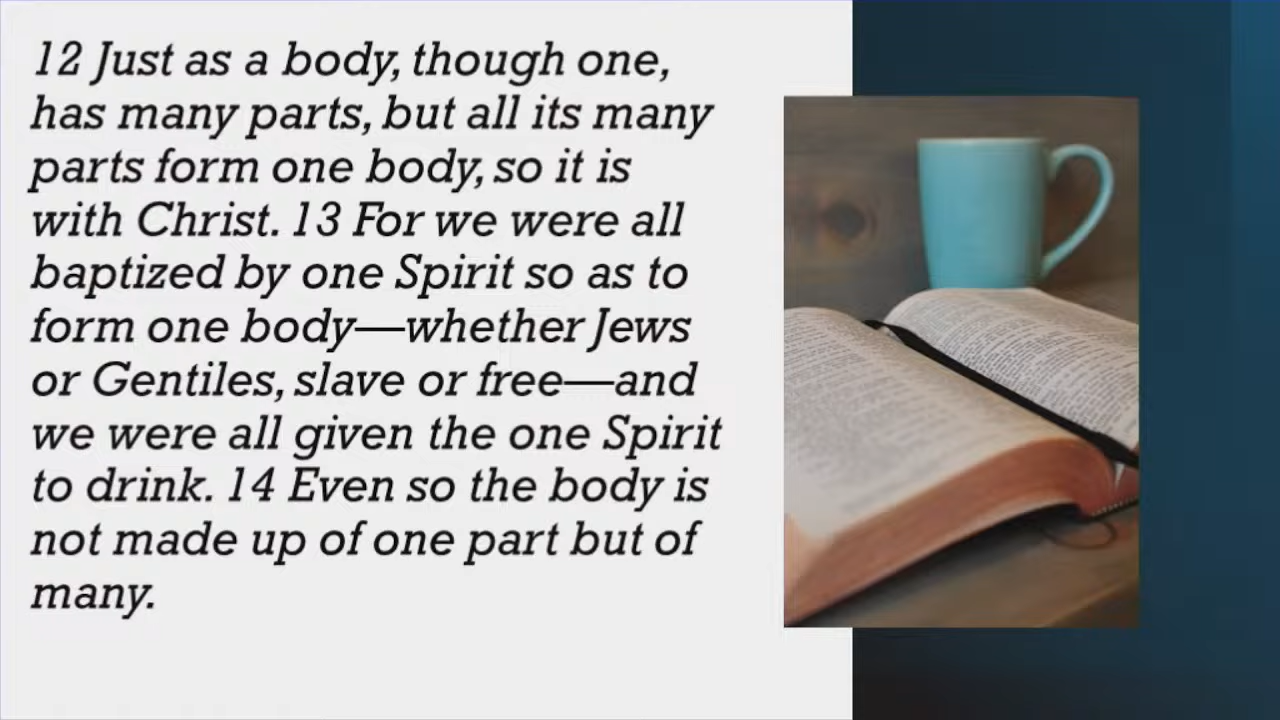 12 Just as a body, though one,
has many parts, but all its many
parts form one body, so it is
with Christ. 13 For we were all
baptized by one Spirit so as to
form one body—whether Jews
or Gentiles, slave or free—and
we were all given the one Spirit
to drink. 14 Even so the body is
not made up of one part but of
many.